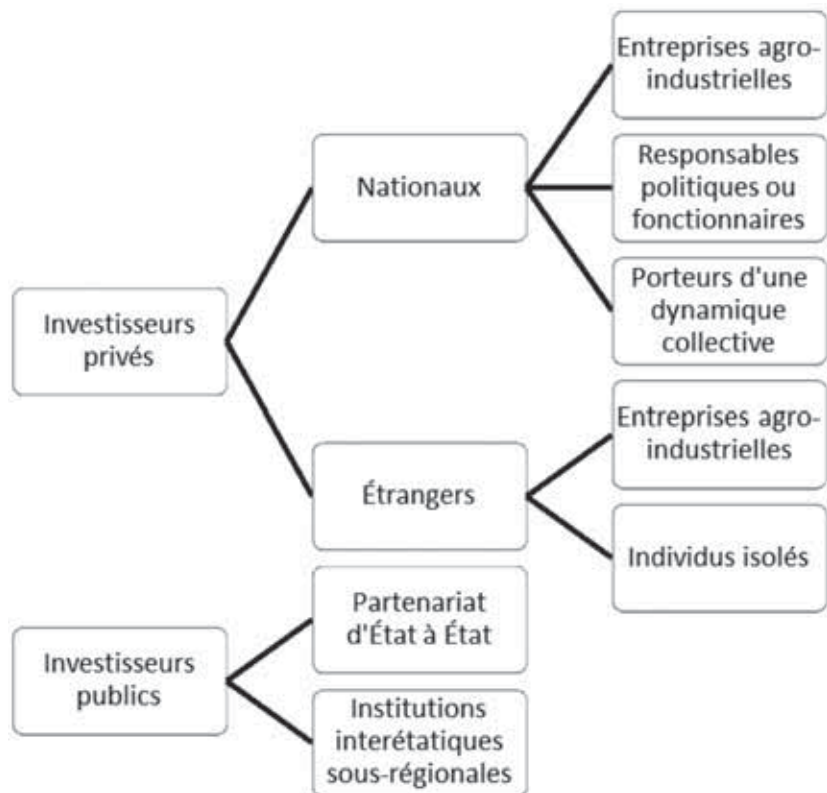 Investisseurs
privés
Nationaux
Entreprises agro-
industrielles
Responsables
politiques ou
fonctionnaires
Porteurs d'une
dynamique
collective
Étrangers
Entreprises agro-
industrielles
Individus isolés
Investisseurs
publics
Partenariat
d'État à État
Institutions
interétatiques
sous-régionales